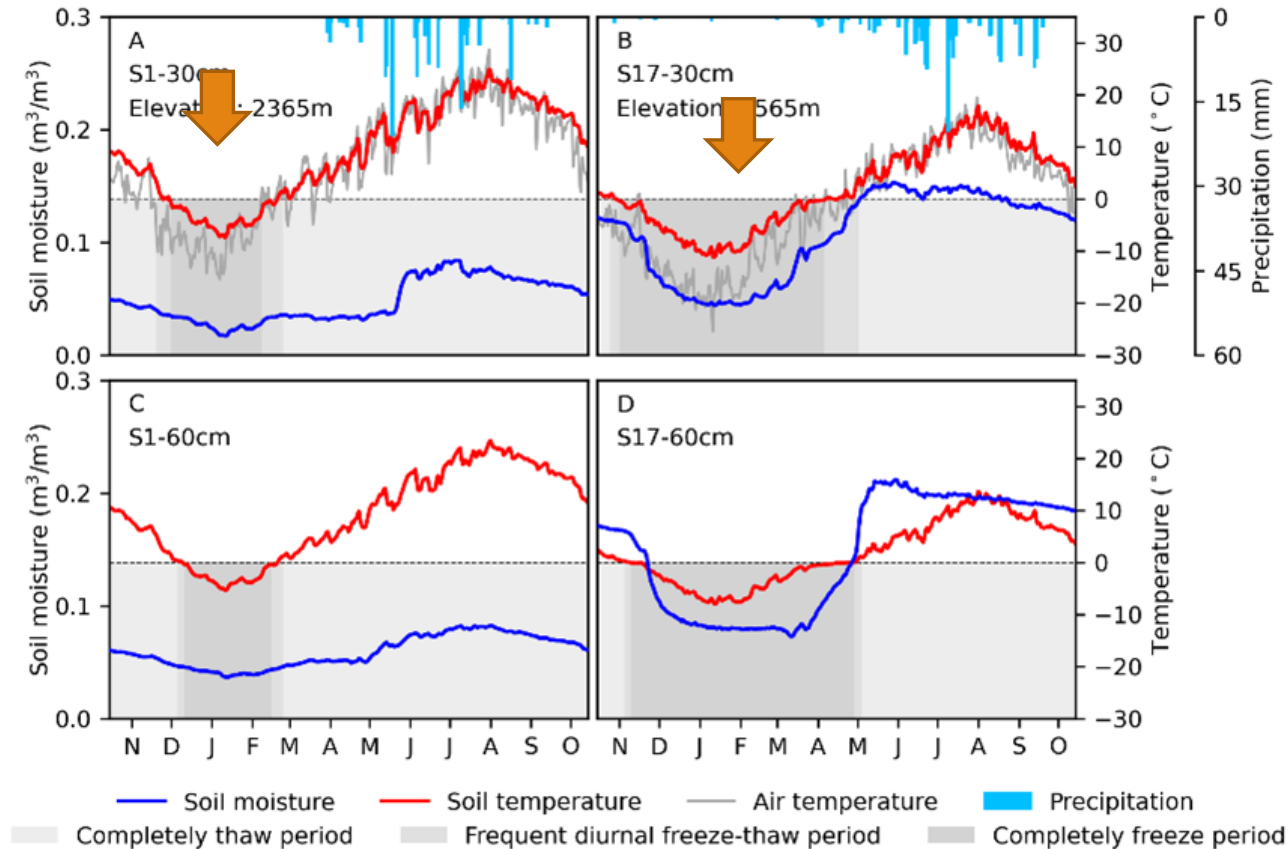 A
S1-30cm
Elevation: 2365m
B
S17-30cm
Elevation 565m
C
S1-60cm
D
S17-60cm
Soil moisture (m³/m³)
0.3
0.2
0.1
0.0
Soil moisture (m³/m³)
0.3
0.2
0.1
0.0
30
20
10
0
−10
−20
−30
Temperature (°C)
30
20
10
0
−10
−20
−30
Temperature (°C)
0
15
30
45
60
Precipitation (mm)
N D J F M A M J J A S O
N D J F M A M J J A S O
Soil moisture Soil temperature Air temperature Precipitation
Completely thaw period Frequent diurnal freeze-thaw period Completely freeze period